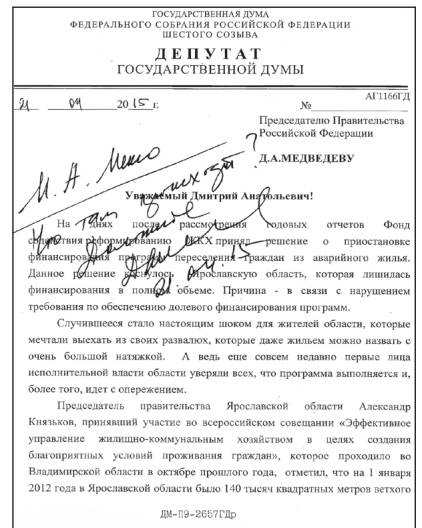 ГОСУДАРСТВЕННАЯ ДУМА
ФЕДЕРАЛЬНОГО СОБРАНИЯ РОССИЙСКОЙ ФЕДЕРАЦИИ
ШЕСТОГО СОЗЫВА
ДЕПУТАТ
ГОСУДАРСТВЕННОЙ ДУМЫ
АГ1166ГД
21 04 2015 г. №
Председателю Правительства
Российской Федерации
Д.А.МЕДВЕДЕВУ
М. А. Меню
Что там происходит?
Уважаемый Дмитрий Анатольевич!
На днях после рассмотрения годовых отчетов Фонд
содействия реформированию ЖКХ принял решение о приостановке
финансирования программ переселения граждан из аварийного жилья.
Данное решение коснулось Ярославскую область, которая лишилась
финансирования в полном обьеме. Причина - в связи с нарушением
требования по обеспечению долевого финансирования программ.
Случившееся стало настоящим шоком для жителей области, которые
мечтали выехать из своих развалюх, которые даже жильем можно назвать с
очень большой натяжкой. А ведь еще совсем недавно первые лица
исполнительной власти области уверяли всех, что программа выполняется и,
более того, идет с опережением.
Председатель правительства Ярославской области Александр
Князьков, принявший участие во всероссийском совещании «Эффективное
управление жилищно-коммунальным хозяйством в целях создания
благоприятных условий проживания граждан», которое проходило во
Владимирской области в октябре прошлого года, отметил, что на 1 января
2012 года в Ярославской области было 140 тысяч квадратных метров ветхого
ДМ-П9-2657ГДр